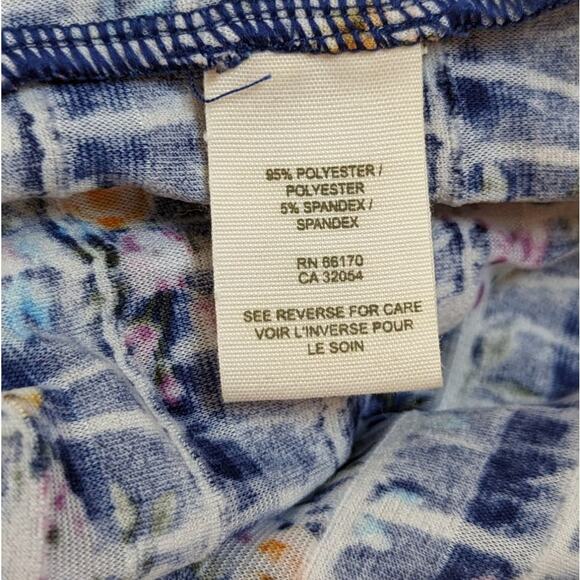 95% POLYESTER /
POLYESTER
5% SPANDEX /
SPANDEX
RN 66170
CA 32054
SEE REVERSE FOR CARE
VOIR L'INVERSE POUR
LE SOIN